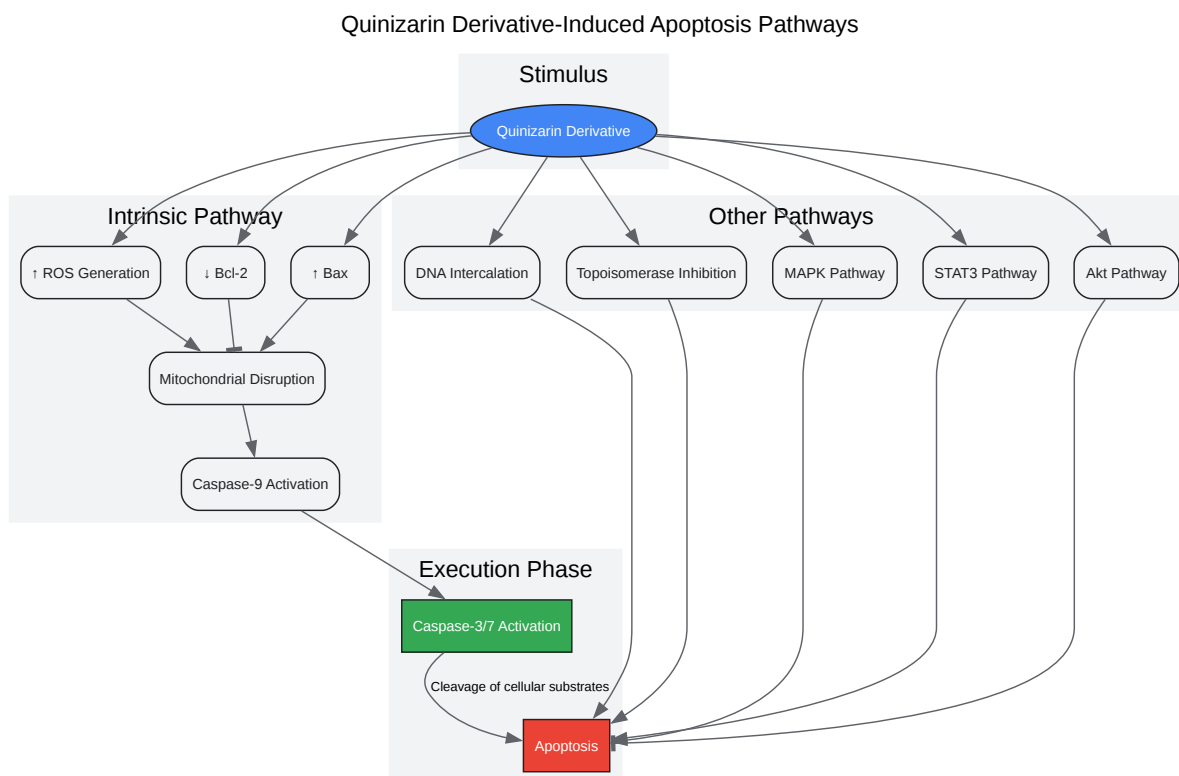 Quinizarin Derivative-Induced Apoptosis Pathways
Stimulus
Quinizarin Derivative
Intrinsic Pathway
Other Pathways
↑ ROS Generation
↓ Bcl-2
↑ Bax
DNA Intercalation
Topoisomerase Inhibition
MAPK Pathway
STAT3 Pathway
Akt Pathway
Mitochondrial Disruption
Caspase-9 Activation
Execution Phase
Caspase-3/7 Activation
Cleavage of cellular substrates
Apoptosis